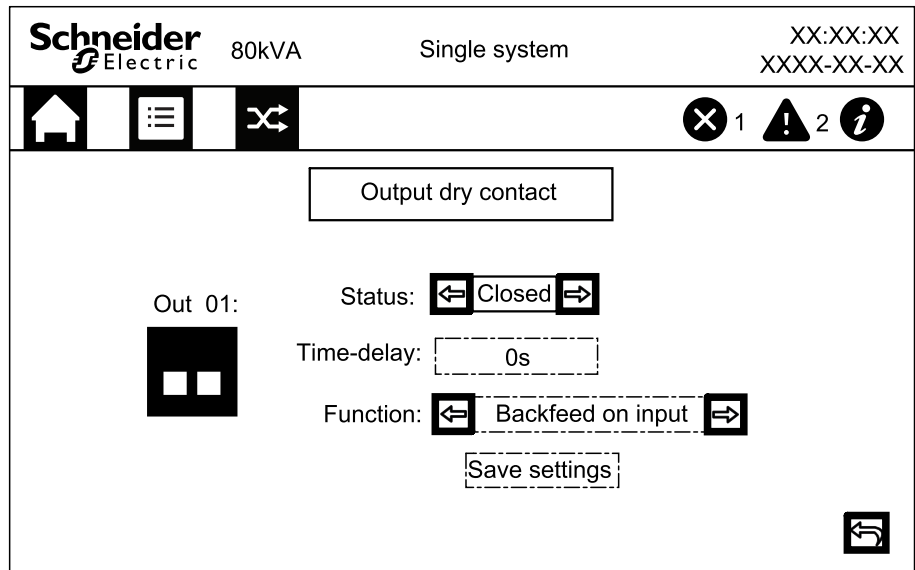 Schneider
Electric
80kVA
Single system
XX:XX:XX
XXXX-XX-XX
1
2
Output dry contact
Out 01:
Status:
Closed
Time-delay:
0s
Function:
Backfeed on input
Save settings